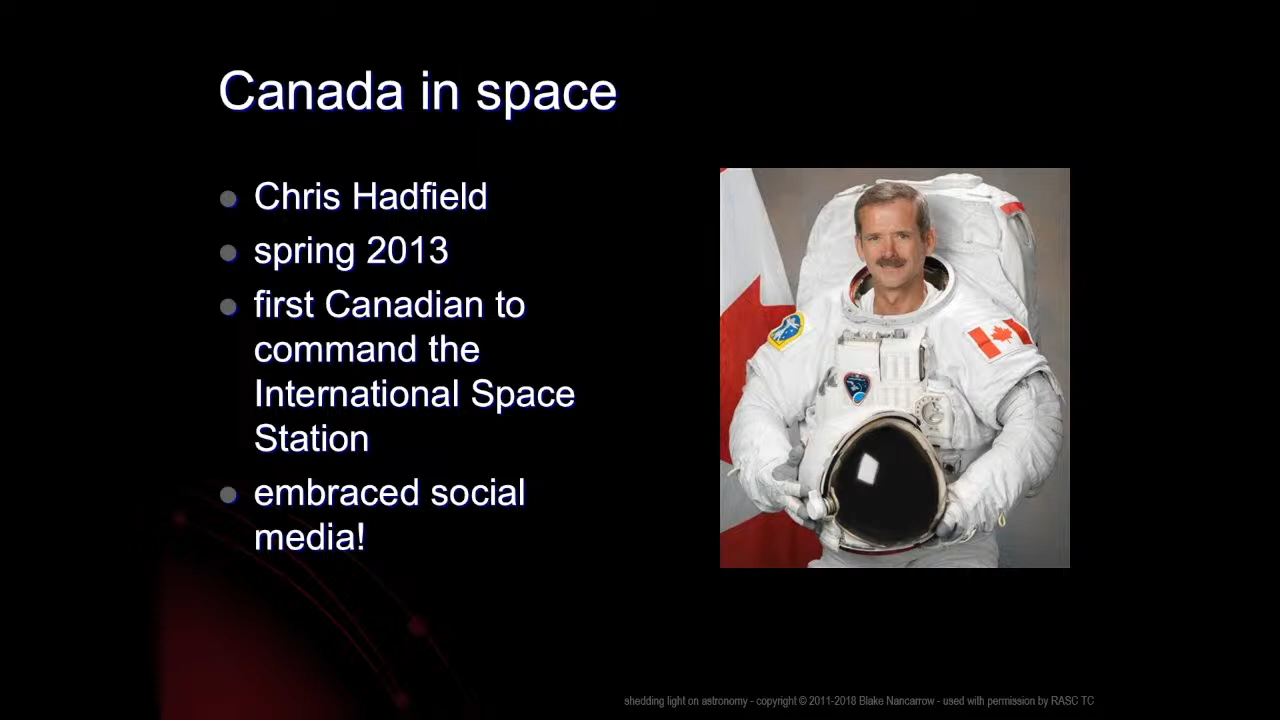 Canada in space
Chris Hadfield
spring 2013
first Canadian to
command the
International Space
Station
embraced social
media!
shedding light on astronomy - copyright © 2011-2018 Blake Nancarrow - used with permission by RASC TC